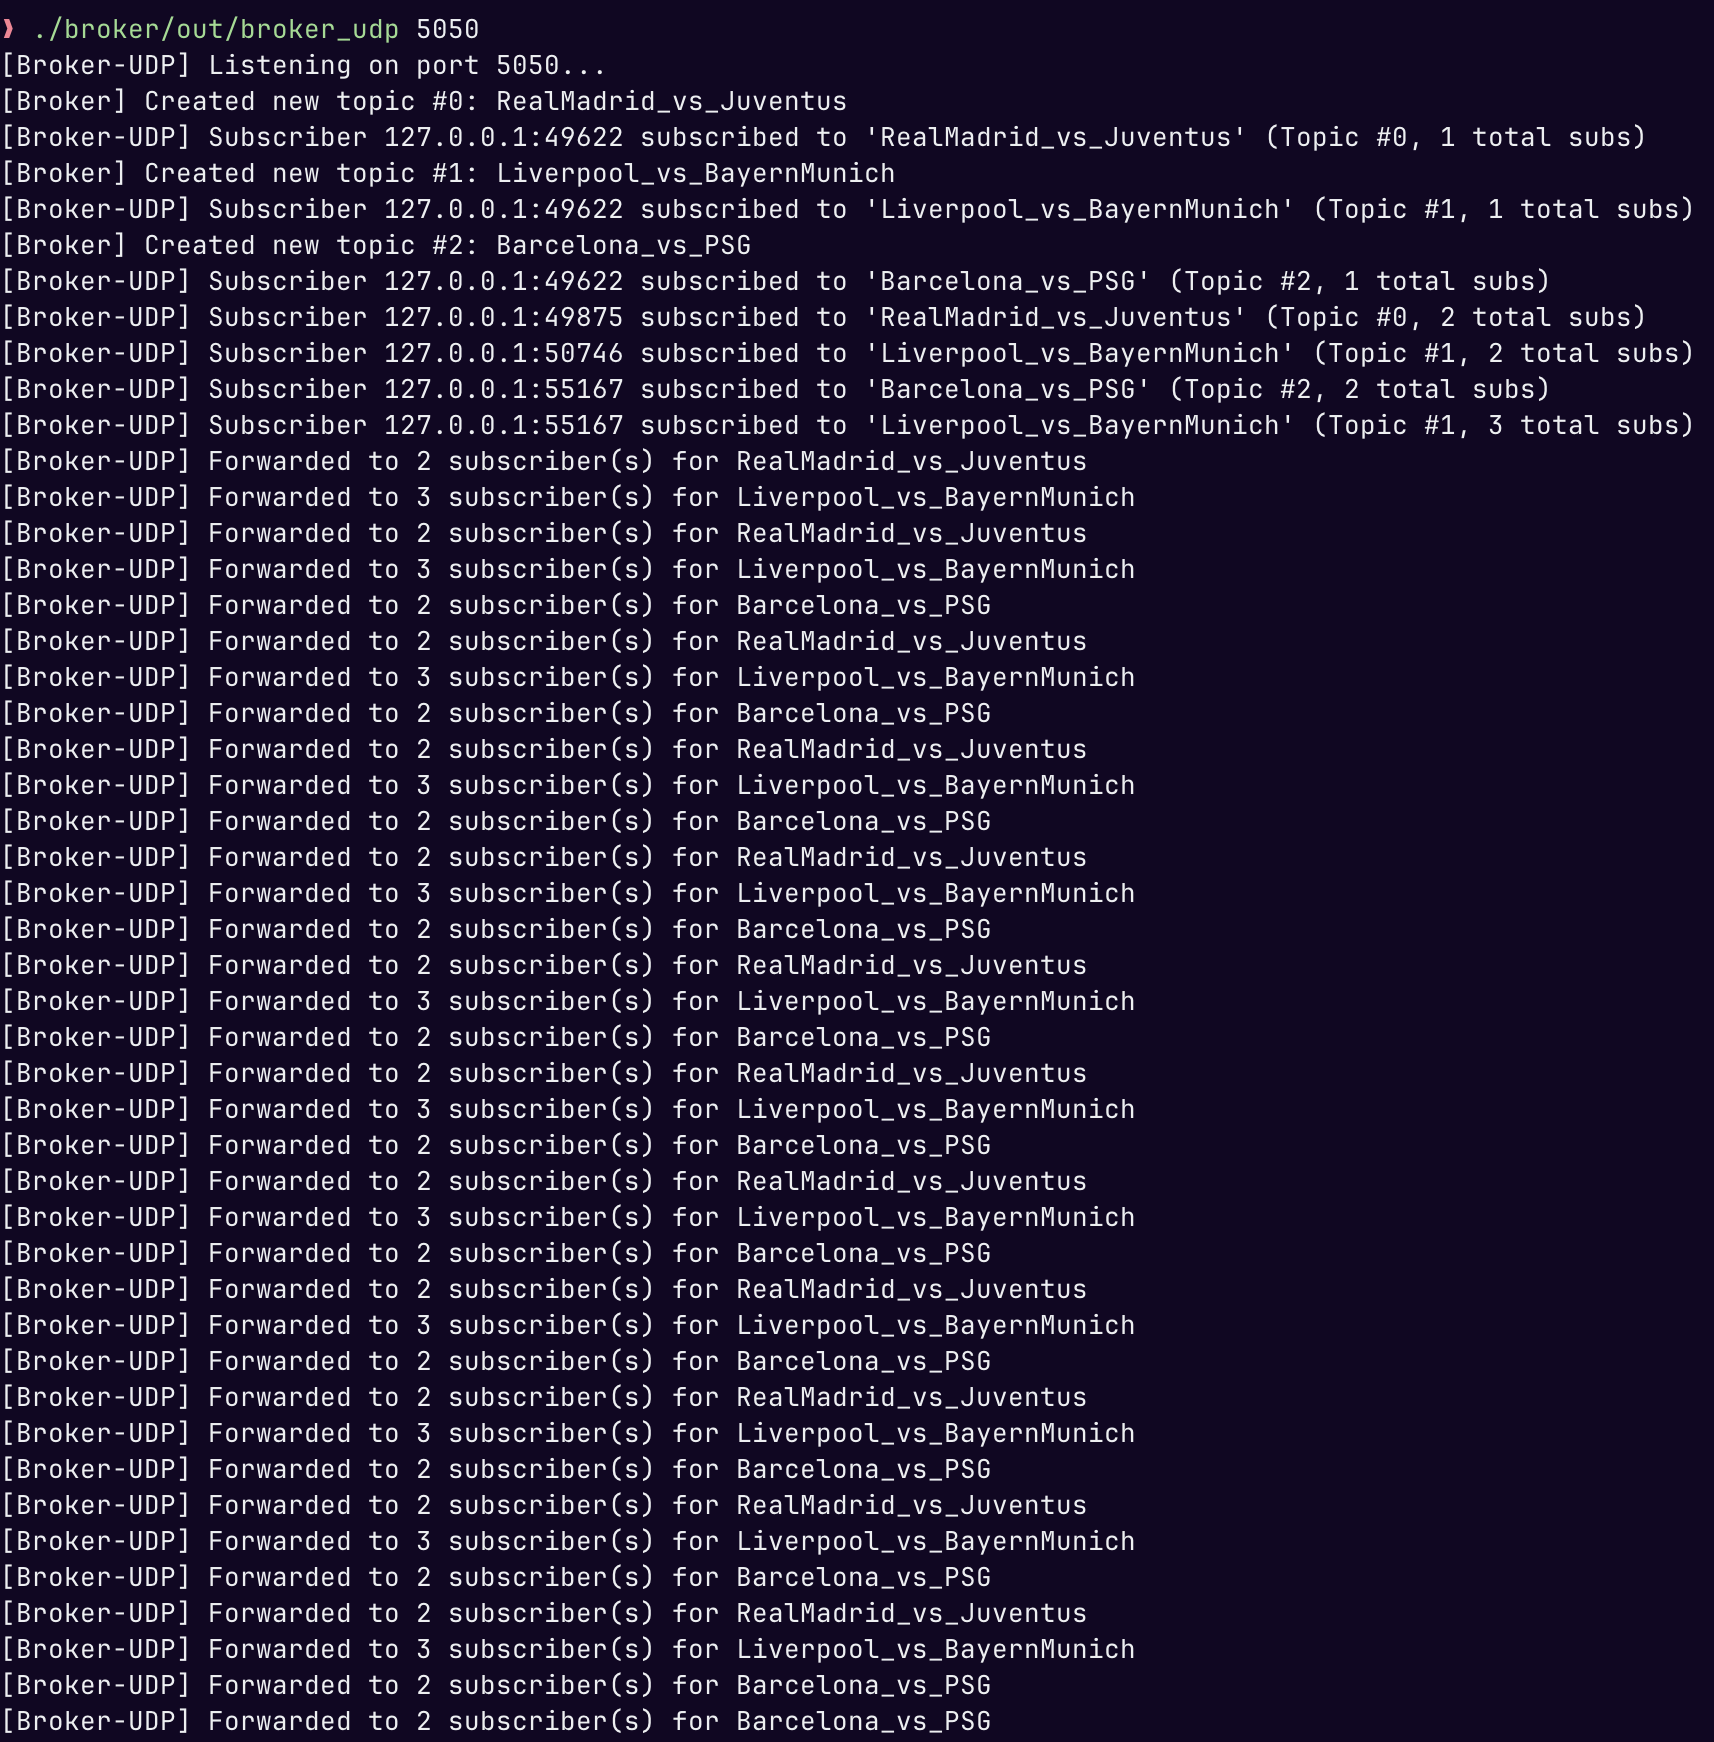 ❯ ./broker/out/broker_udp 5050
[Broker-UDP] Listening on port 5050...
[Broker] Created new topic #0: RealMadrid_vs_Juventus
[Broker-UDP] Subscriber 127.0.0.1:49622 subscribed to 'RealMadrid_vs_Juventus' (Topic #0, 1 total subs)
[Broker] Created new topic #1: Liverpool_vs_BayernMunich
[Broker-UDP] Subscriber 127.0.0.1:49622 subscribed to 'Liverpool_vs_BayernMunich' (Topic #1, 1 total subs)
[Broker] Created new topic #2: Barcelona_vs_PSG
[Broker-UDP] Subscriber 127.0.0.1:49622 subscribed to 'Barcelona_vs_PSG' (Topic #2, 1 total subs)
[Broker-UDP] Subscriber 127.0.0.1:49875 subscribed to 'RealMadrid_vs_Juventus' (Topic #0, 2 total subs)
[Broker-UDP] Subscriber 127.0.0.1:50746 subscribed to 'Liverpool_vs_BayernMunich' (Topic #1, 2 total subs)
[Broker-UDP] Subscriber 127.0.0.1:55167 subscribed to 'Barcelona_vs_PSG' (Topic #2, 2 total subs)
[Broker-UDP] Subscriber 127.0.0.1:55167 subscribed to 'Liverpool_vs_BayernMunich' (Topic #1, 3 total subs)
[Broker-UDP] Forwarded to 2 subscriber(s) for RealMadrid_vs_Juventus
[Broker-UDP] Forwarded to 3 subscriber(s) for Liverpool_vs_BayernMunich
[Broker-UDP] Forwarded to 2 subscriber(s) for RealMadrid_vs_Juventus
[Broker-UDP] Forwarded to 3 subscriber(s) for Liverpool_vs_BayernMunich
[Broker-UDP] Forwarded to 2 subscriber(s) for Barcelona_vs_PSG
[Broker-UDP] Forwarded to 2 subscriber(s) for RealMadrid_vs_Juventus
[Broker-UDP] Forwarded to 3 subscriber(s) for Liverpool_vs_BayernMunich
[Broker-UDP] Forwarded to 2 subscriber(s) for Barcelona_vs_PSG
[Broker-UDP] Forwarded to 2 subscriber(s) for RealMadrid_vs_Juventus
[Broker-UDP] Forwarded to 3 subscriber(s) for Liverpool_vs_BayernMunich
[Broker-UDP] Forwarded to 2 subscriber(s) for Barcelona_vs_PSG
[Broker-UDP] Forwarded to 2 subscriber(s) for RealMadrid_vs_Juventus
[Broker-UDP] Forwarded to 3 subscriber(s) for Liverpool_vs_BayernMunich
[Broker-UDP] Forwarded to 2 subscriber(s) for Barcelona_vs_PSG
[Broker-UDP] Forwarded to 2 subscriber(s) for RealMadrid_vs_Juventus
[Broker-UDP] Forwarded to 3 subscriber(s) for Liverpool_vs_BayernMunich
[Broker-UDP] Forwarded to 2 subscriber(s) for Barcelona_vs_PSG
[Broker-UDP] Forwarded to 2 subscriber(s) for RealMadrid_vs_Juventus
[Broker-UDP] Forwarded to 3 subscriber(s) for Liverpool_vs_BayernMunich
[Broker-UDP] Forwarded to 2 subscriber(s) for Barcelona_vs_PSG
[Broker-UDP] Forwarded to 2 subscriber(s) for RealMadrid_vs_Juventus
[Broker-UDP] Forwarded to 3 subscriber(s) for Liverpool_vs_BayernMunich
[Broker-UDP] Forwarded to 2 subscriber(s) for Barcelona_vs_PSG
[Broker-UDP] Forwarded to 2 subscriber(s) for RealMadrid_vs_Juventus
[Broker-UDP] Forwarded to 3 subscriber(s) for Liverpool_vs_BayernMunich
[Broker-UDP] Forwarded to 2 subscriber(s) for Barcelona_vs_PSG
[Broker-UDP] Forwarded to 2 subscriber(s) for RealMadrid_vs_Juventus
[Broker-UDP] Forwarded to 3 subscriber(s) for Liverpool_vs_BayernMunich
[Broker-UDP] Forwarded to 2 subscriber(s) for Barcelona_vs_PSG
[Broker-UDP] Forwarded to 2 subscriber(s) for RealMadrid_vs_Juventus
[Broker-UDP] Forwarded to 3 subscriber(s) for Liverpool_vs_BayernMunich
[Broker-UDP] Forwarded to 2 subscriber(s) for Barcelona_vs_PSG
[Broker-UDP] Forwarded to 2 subscriber(s) for RealMadrid_vs_Juventus
[Broker-UDP] Forwarded to 3 subscriber(s) for Liverpool_vs_BayernMunich
[Broker-UDP] Forwarded to 2 subscriber(s) for Barcelona_vs_PSG
[Broker-UDP] Forwarded to 2 subscriber(s) for Barcelona_vs_PSG